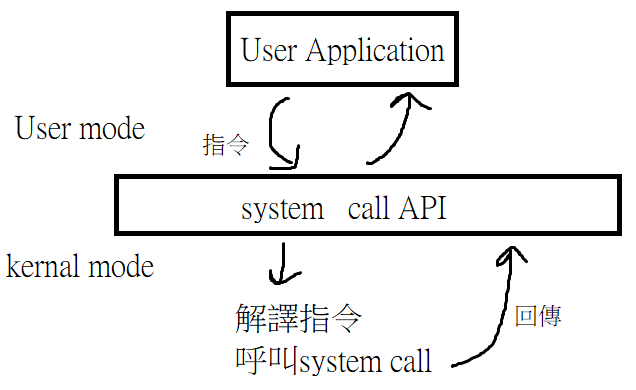 User Application
User mode
指令
system call API
kernal mode
解譯指令
呼叫system call
回傳